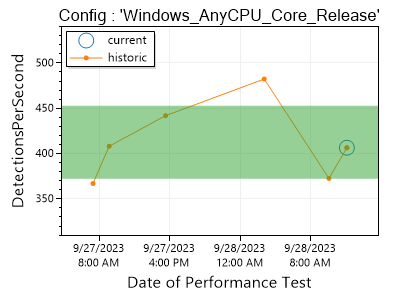 Config : 'Windows_AnyCPU_Core_Release'
current
historic
DetectionsPerSecond
500
450
400
350
9/27/2023 9/27/2023 9/28/2023 9/28/2023
8:00 AM 4:00 PM 12:00 AM 8:00 AM
Date of Performance Test